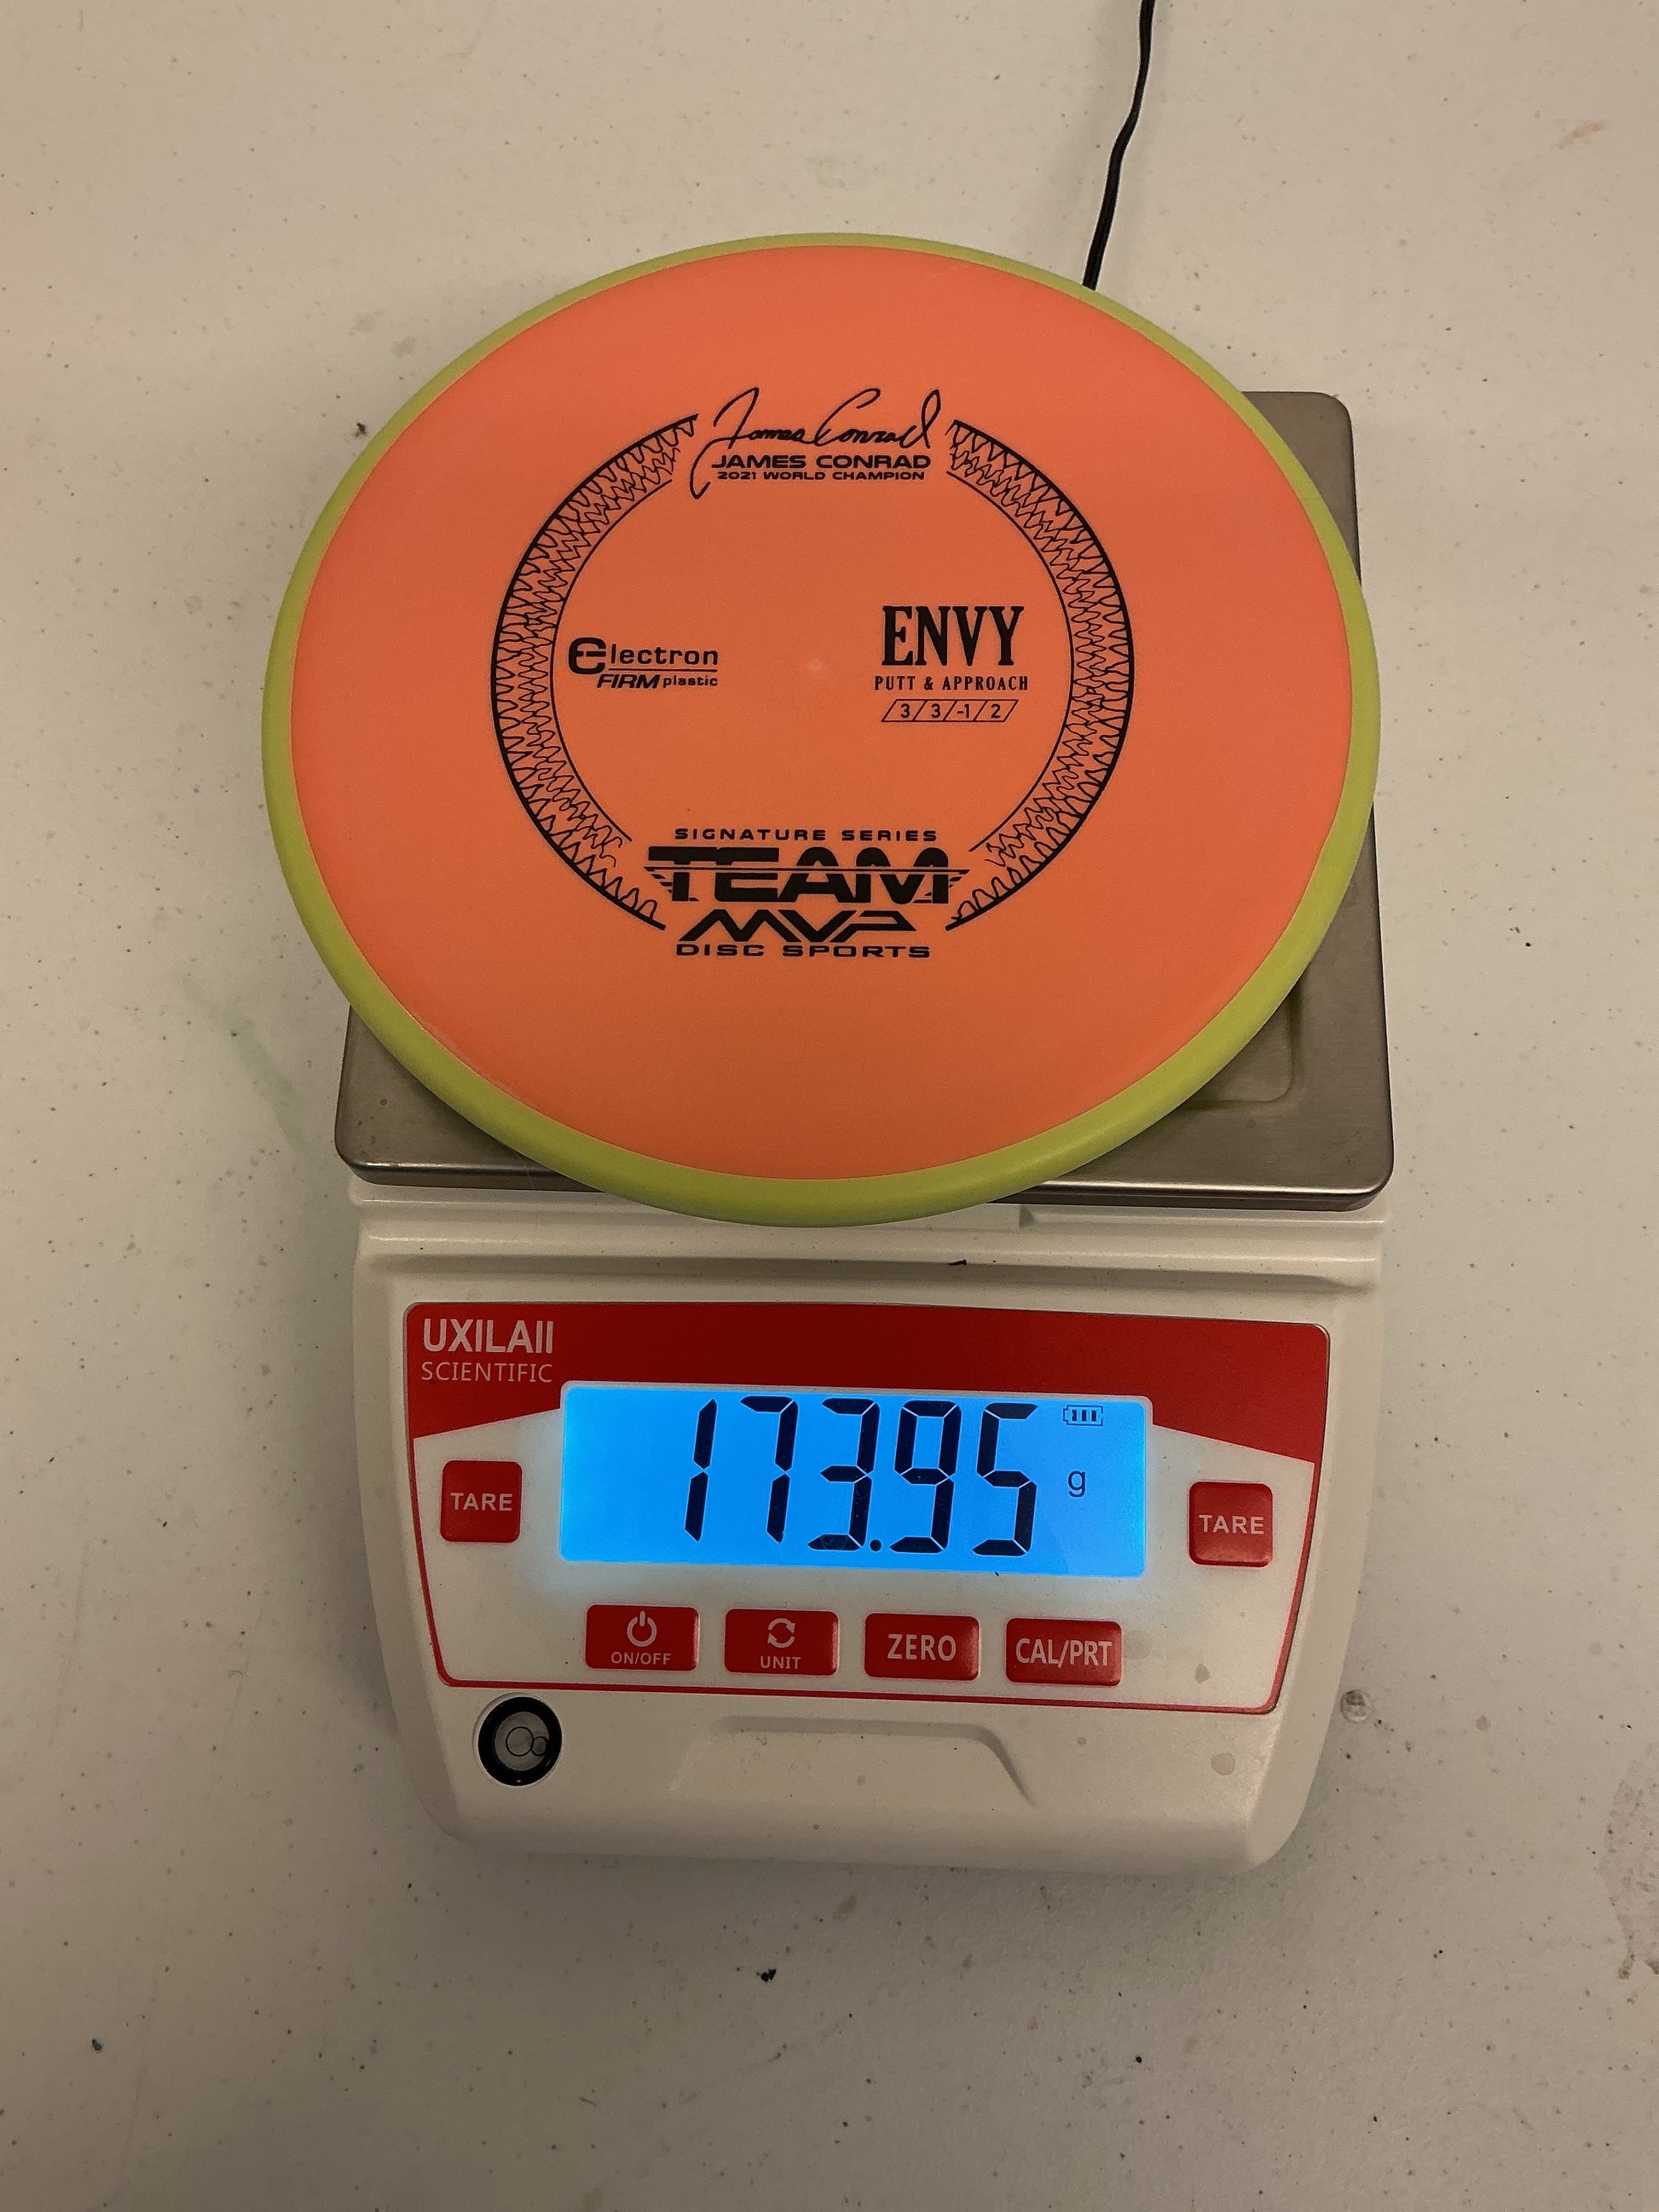 James Conrad
JAMES CONRAD
2021 WORLD CHAMPION
Electron
FIRM plastic
ENVY
PUTT & APPROACH
3/3/-1/2
SIGNATURE SERIES
TEAM
MVP
DISC SPORTS
UXILAII
SCIENTIFIC
173.95 g
TARE
TARE
ON/OFF
UNIT
ZERO
CAL/PRT